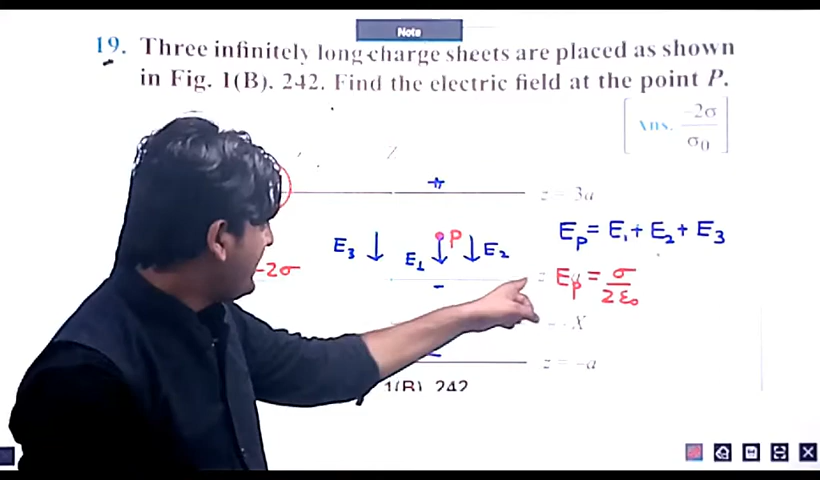 Note
19. Three infinitely long charge sheets are placed as shown
in Fig. 1(B). 242. Find the electric field at the point P.
Ans. -2σ/σ₀
Z
+
z = 3a
E₃ ↓ E₁ ↓ P ↓ E₂
Eₚ = E₁ + E₂ + E₃
-2σ
-
Eₚ = σ/2ε₀
X
-
z = -a
1(B). 242